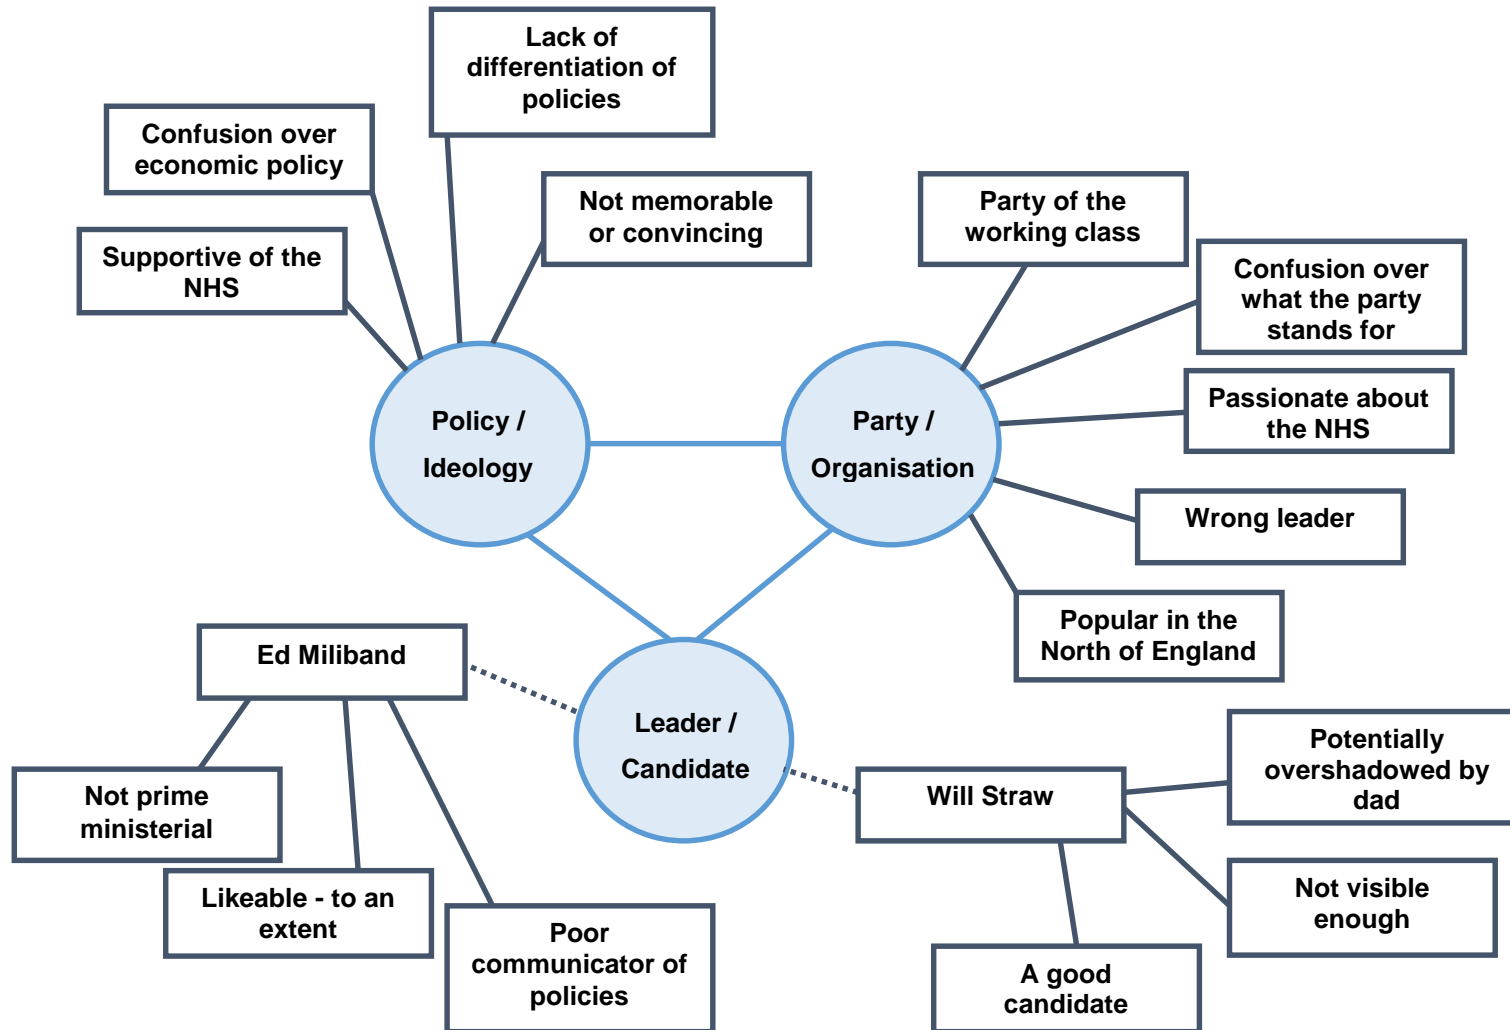 Lack of
differentiation of
policies
Confusion over
economic policy
Not memorable
or convincing
Supportive of the
NHS
Party of the
working class
Confusion over
what the party
stands for
Passionate about
the NHS
Wrong leader
Popular in the
North of England
Policy /
Ideology
Party /
Organisation
Leader /
Candidate
Ed Miliband
Not prime
ministerial
Likeable - to an
extent
Poor
communicator of
policies
Will Straw
Potentially
overshadowed by
dad
Not visible
enough
A good
candidate